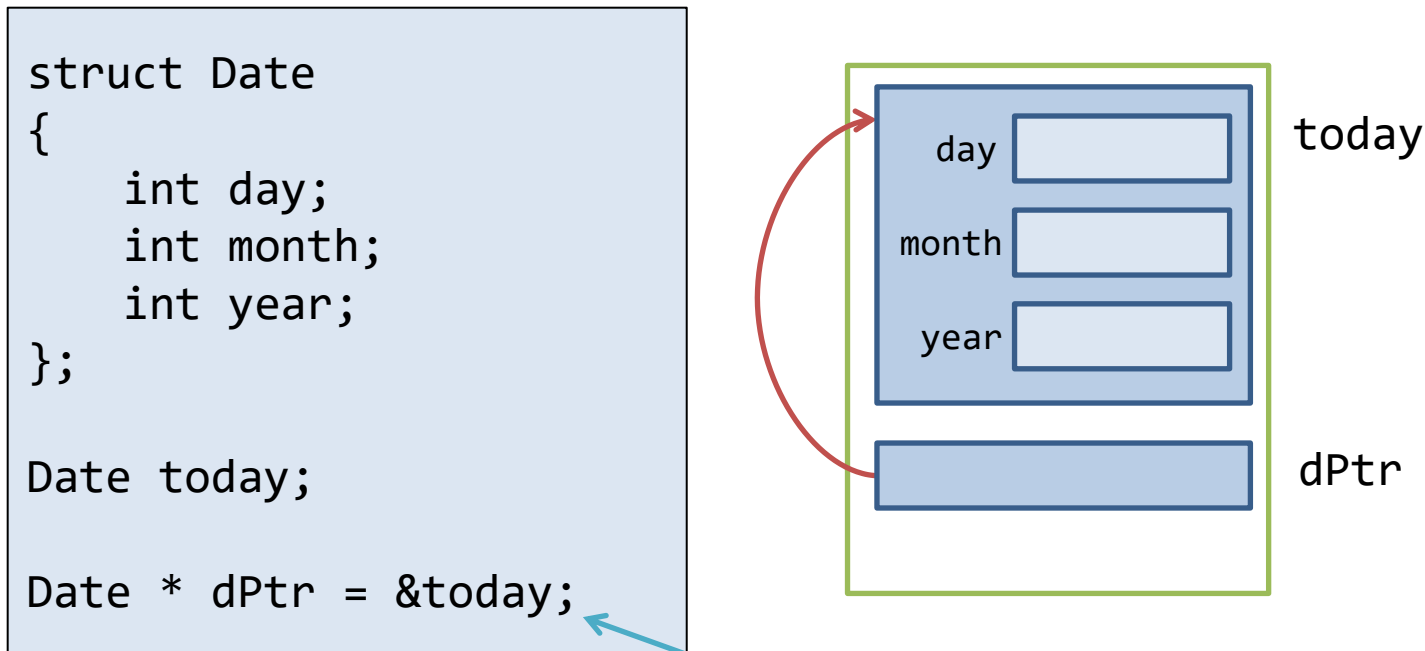 struct Date
{
int day;
int month;
int year;
};
Date today;
Date * dPtr = &today;
day
today
month
year
dPtr